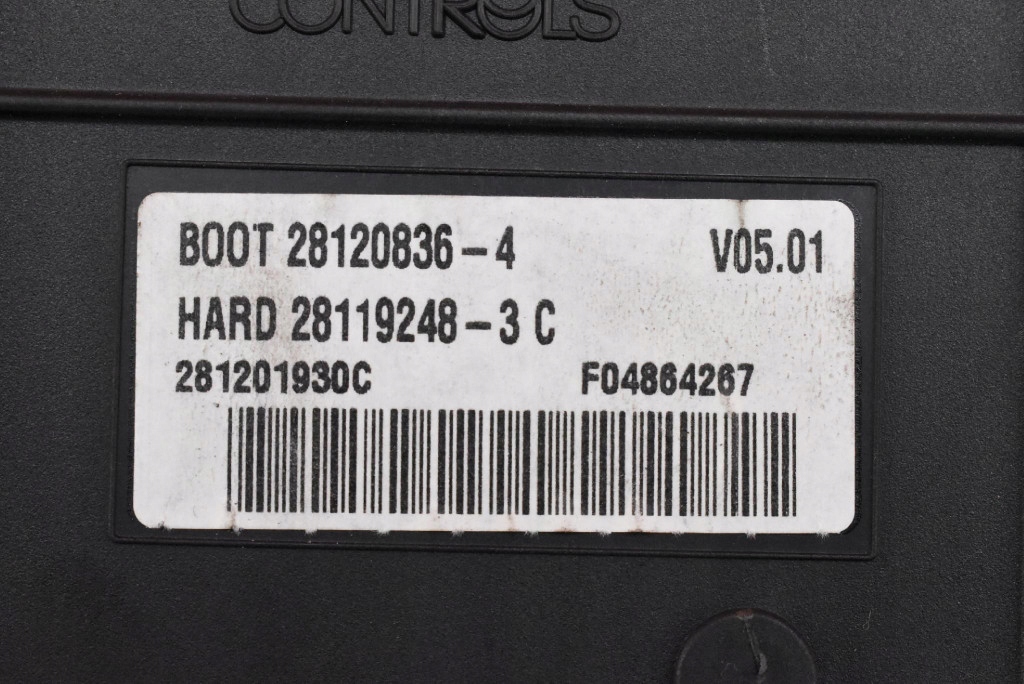 CONTROLS
BOOT 28120836-4 V05.01
HARD 28119248-3 C
281201930C F04864267